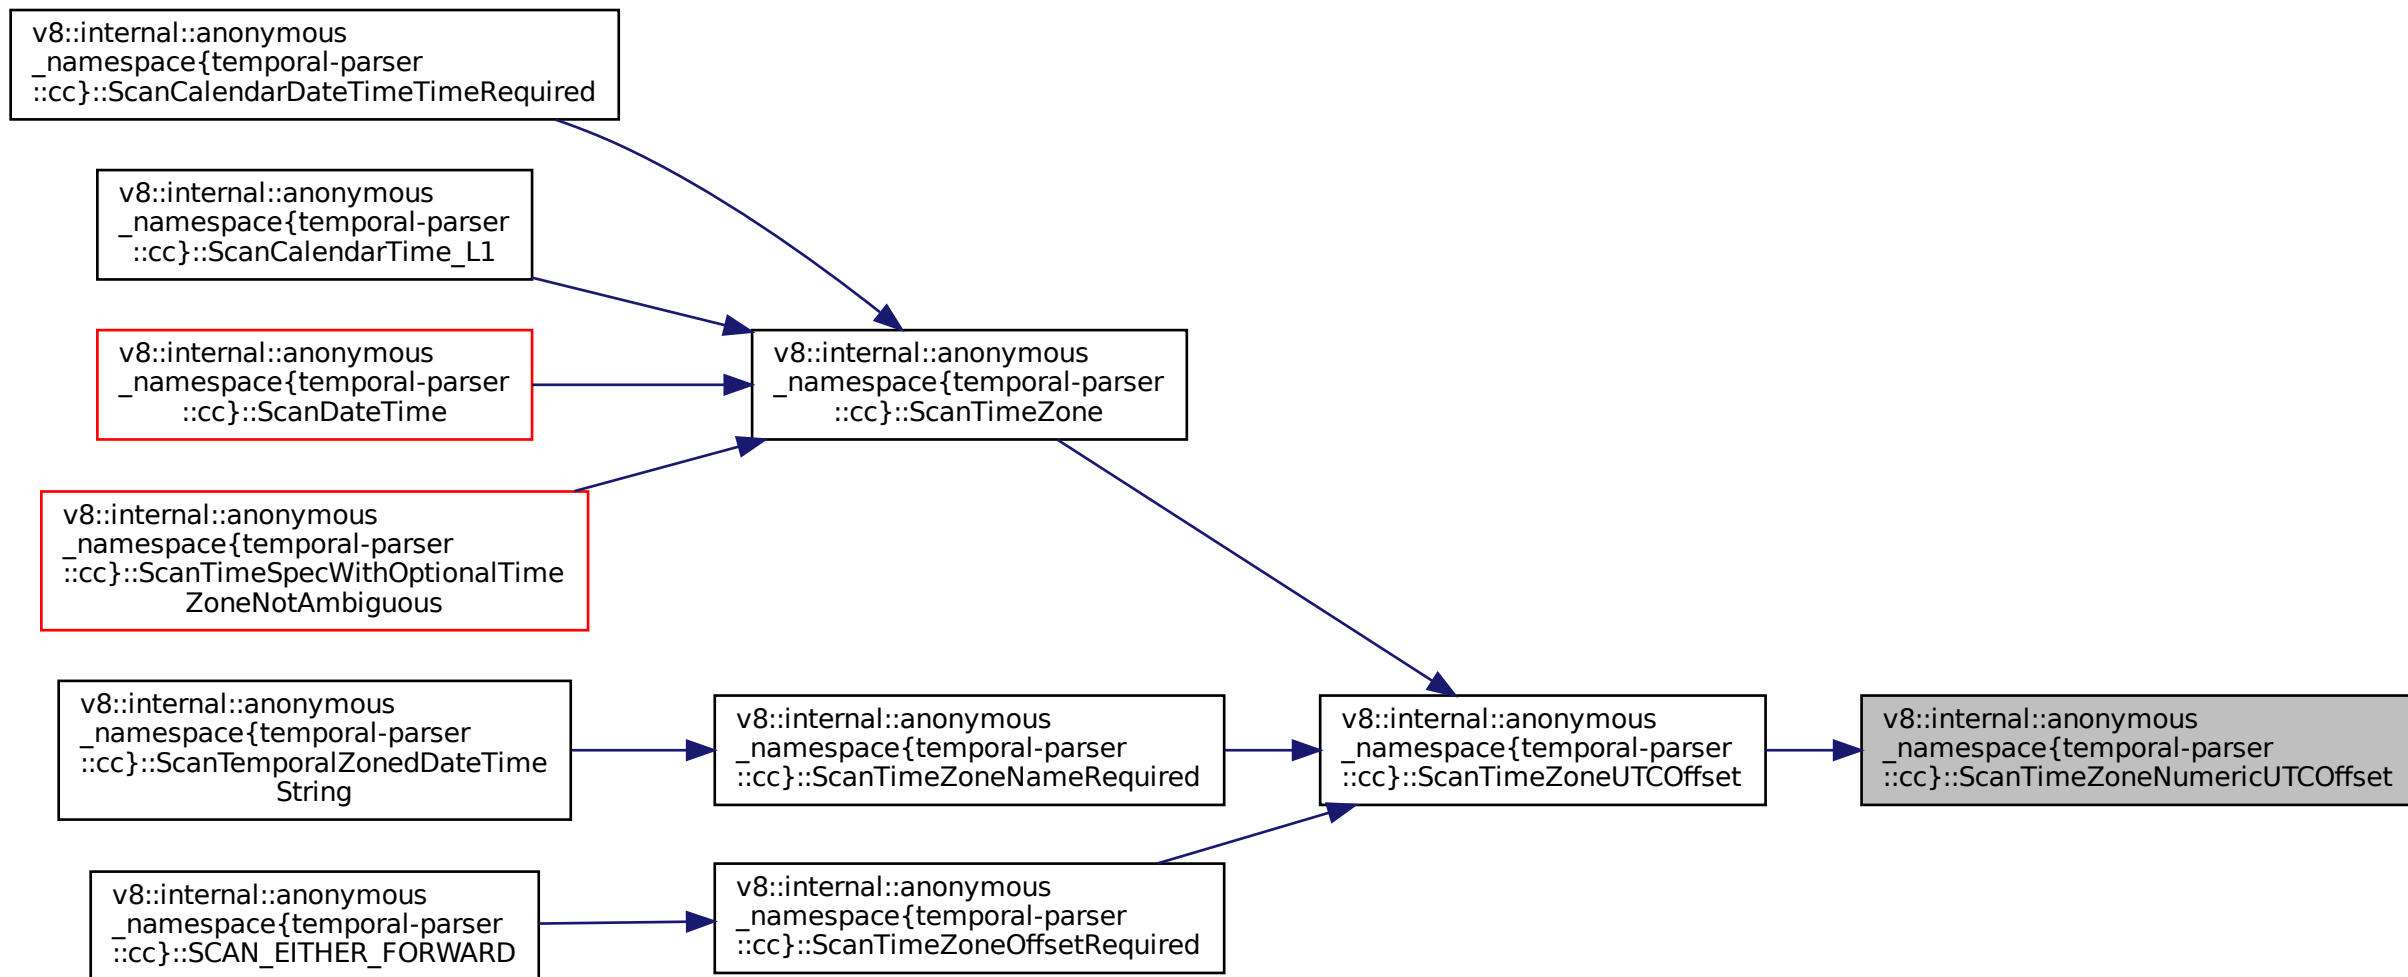 v8::internal::anonymous
_namespace{temporal-parser
::cc}::ScanCalendarDateTimeTimeRequired
v8::internal::anonymous
_namespace{temporal-parser
::cc}::ScanCalendarTime_L1
v8::internal::anonymous
_namespace{temporal-parser
::cc}::ScanDateTime
v8::internal::anonymous
_namespace{temporal-parser
::cc}::ScanTimeZone
v8::internal::anonymous
_namespace{temporal-parser
::cc}::ScanTimeSpecWithOptionalTime
ZoneNotAmbiguous
v8::internal::anonymous
_namespace{temporal-parser
::cc}::ScanTemporalZonedDateTime
String
v8::internal::anonymous
_namespace{temporal-parser
::cc}::ScanTimeZoneNameRequired
v8::internal::anonymous
_namespace{temporal-parser
::cc}::ScanTimeZoneUTCOffset
v8::internal::anonymous
_namespace{temporal-parser
::cc}::ScanTimeZoneNumericUTCOffset
v8::internal::anonymous
_namespace{temporal-parser
::cc}::SCAN_EITHER_FORWARD
v8::internal::anonymous
_namespace{temporal-parser
::cc}::ScanTimeZoneOffsetRequired